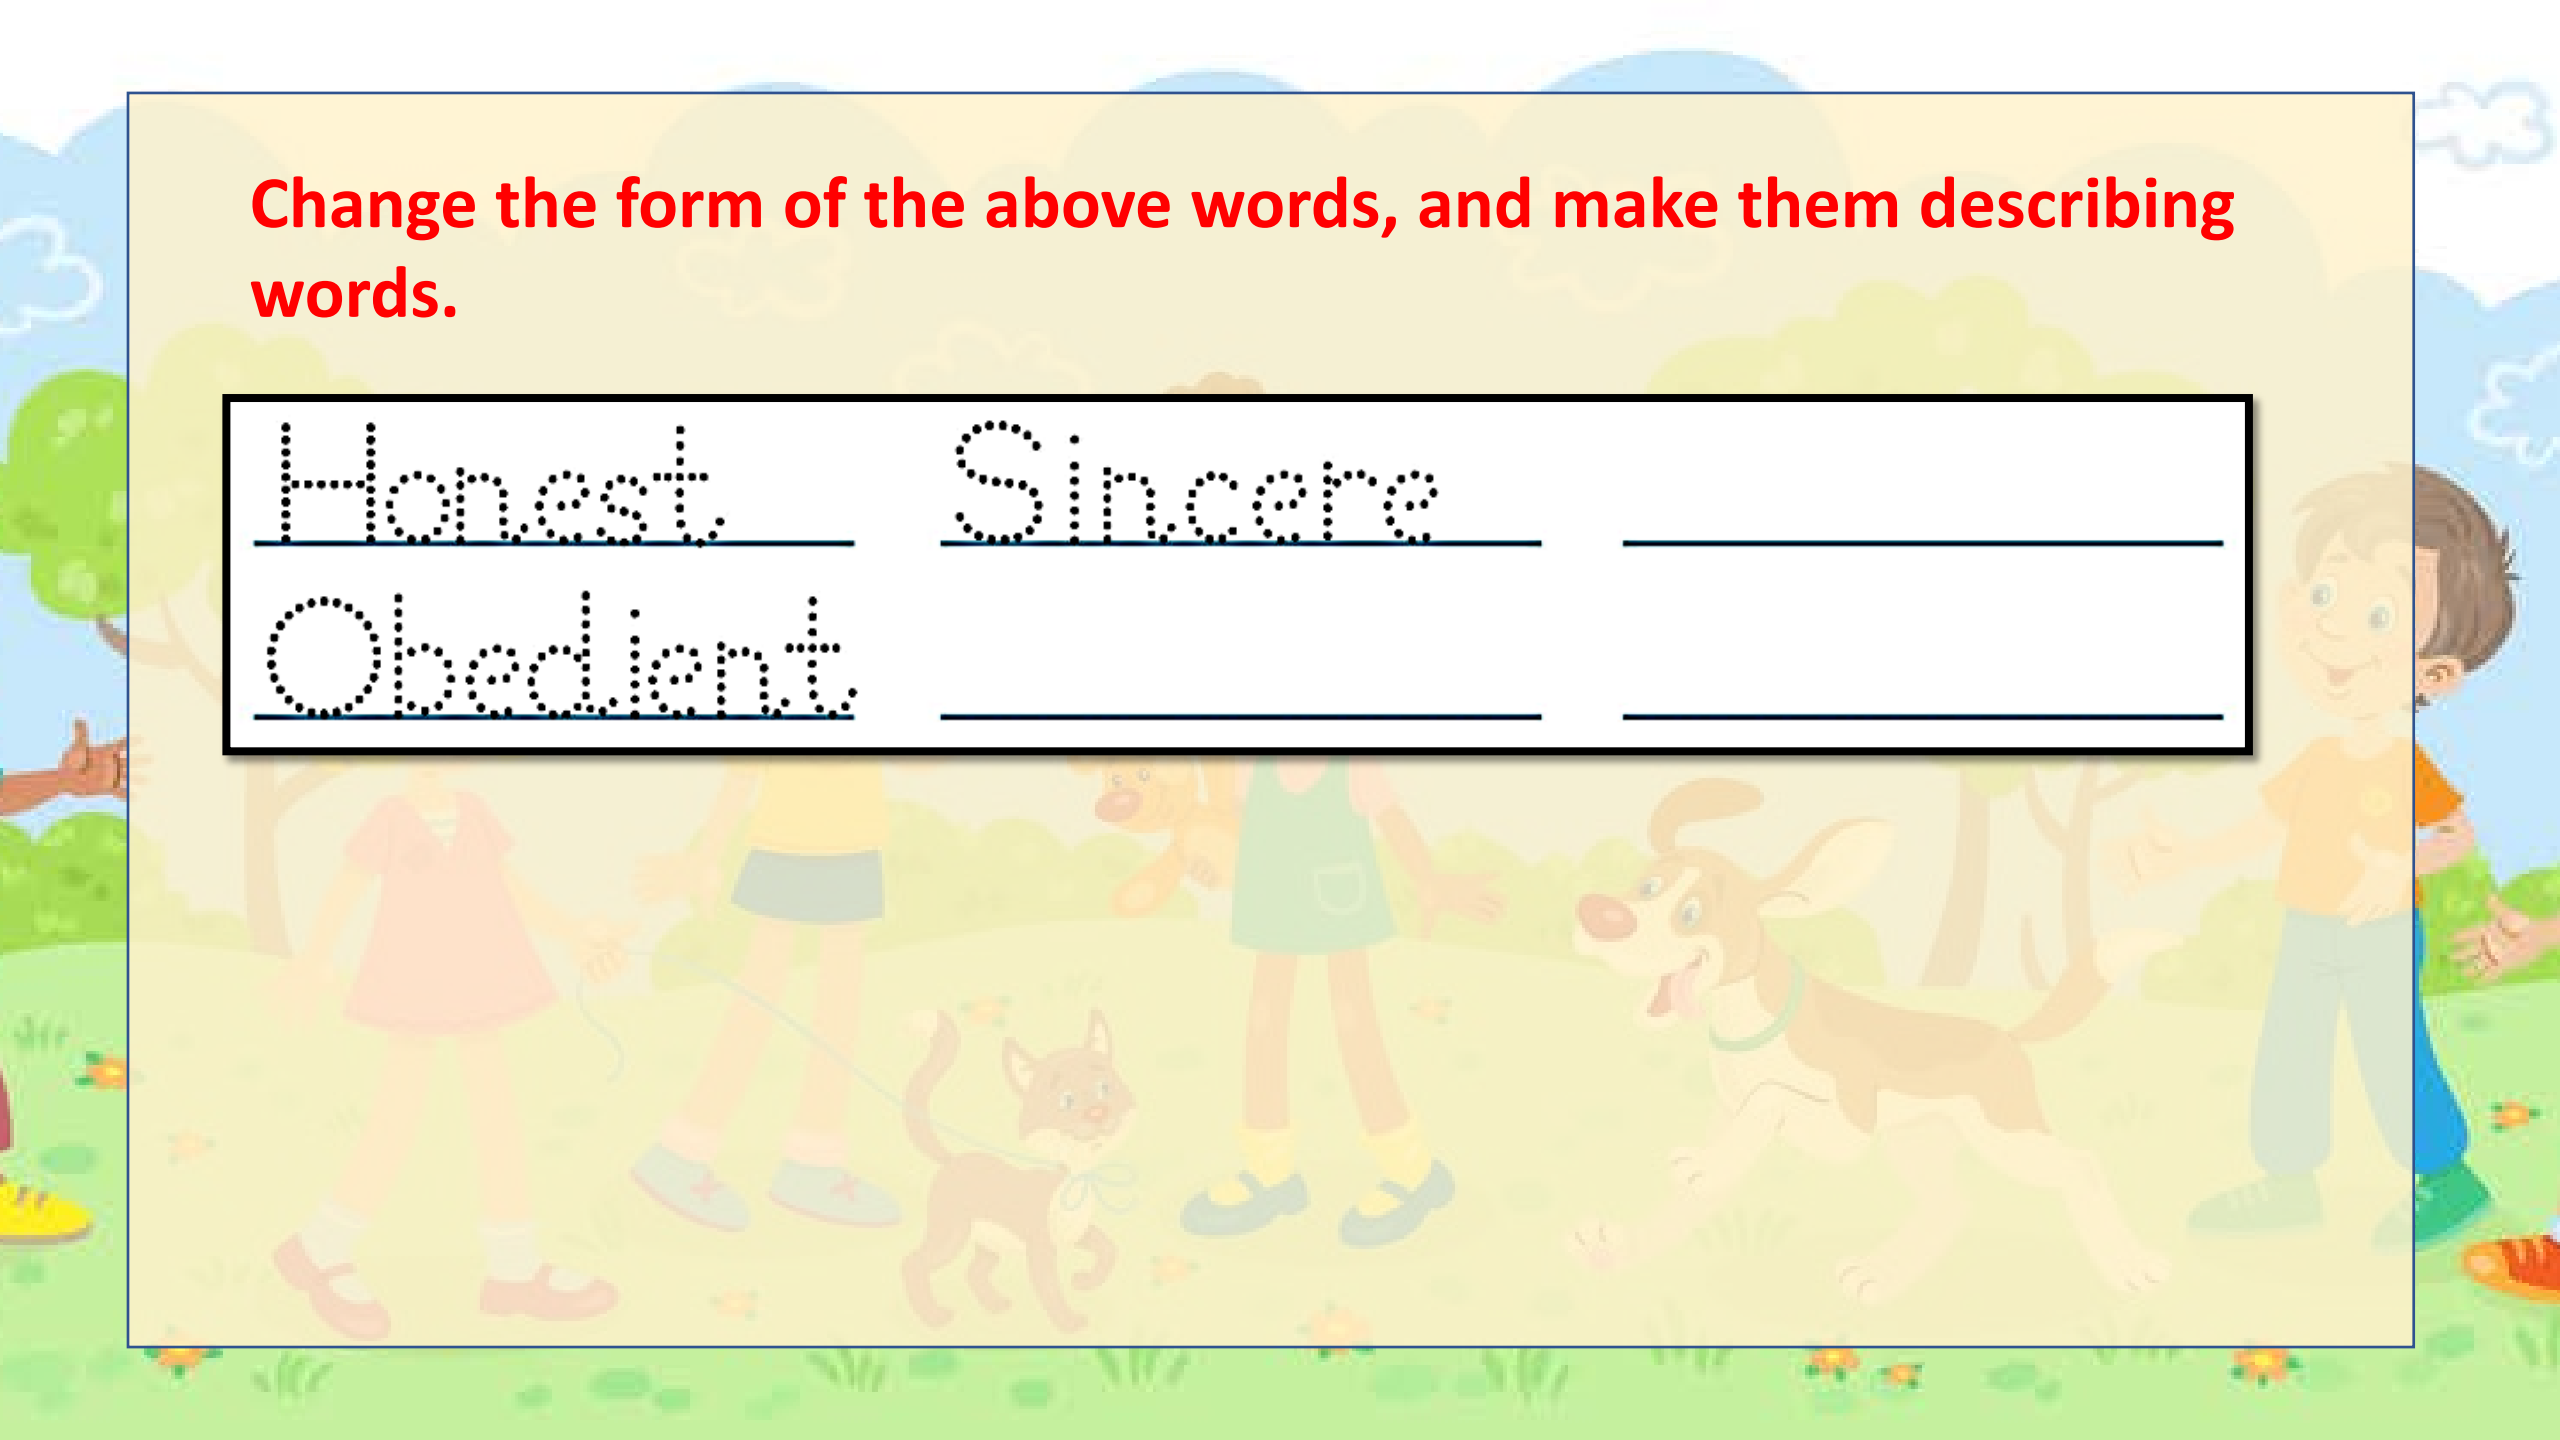 Change the form of the above words, and make them describing
words.
Honest Sincere
Obedient